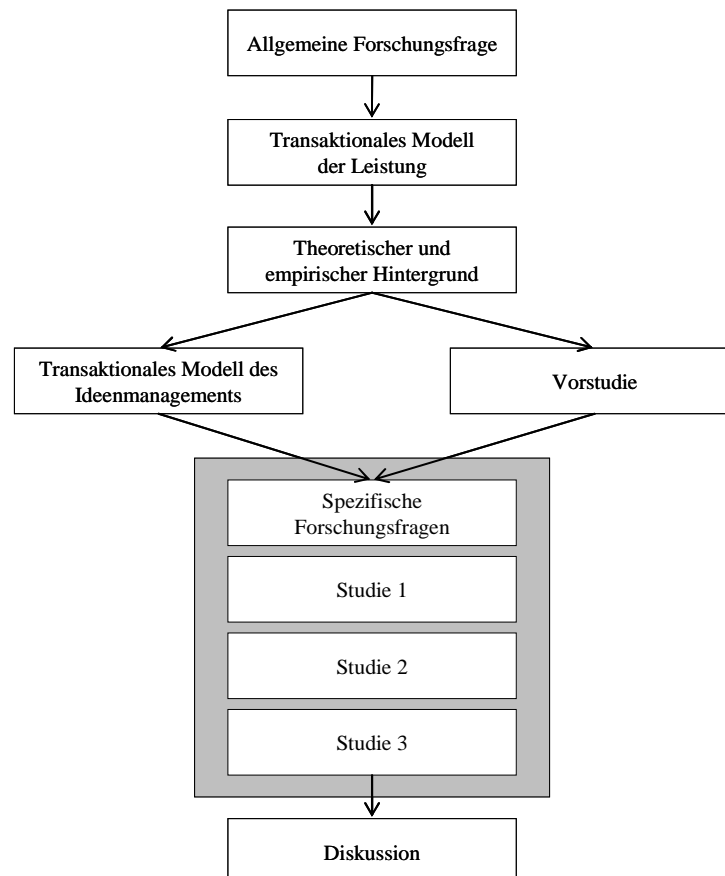 Allgemeine Forschungsfrage
Transaktionales Modell
der Leistung
Theoretischer und
empirischer Hintergrund
Transaktionales Modell des
Ideenmanagements
Vorstudie
Spezifische
Forschungsfragen
Studie 1
Studie 2
Studie 3
Diskussion